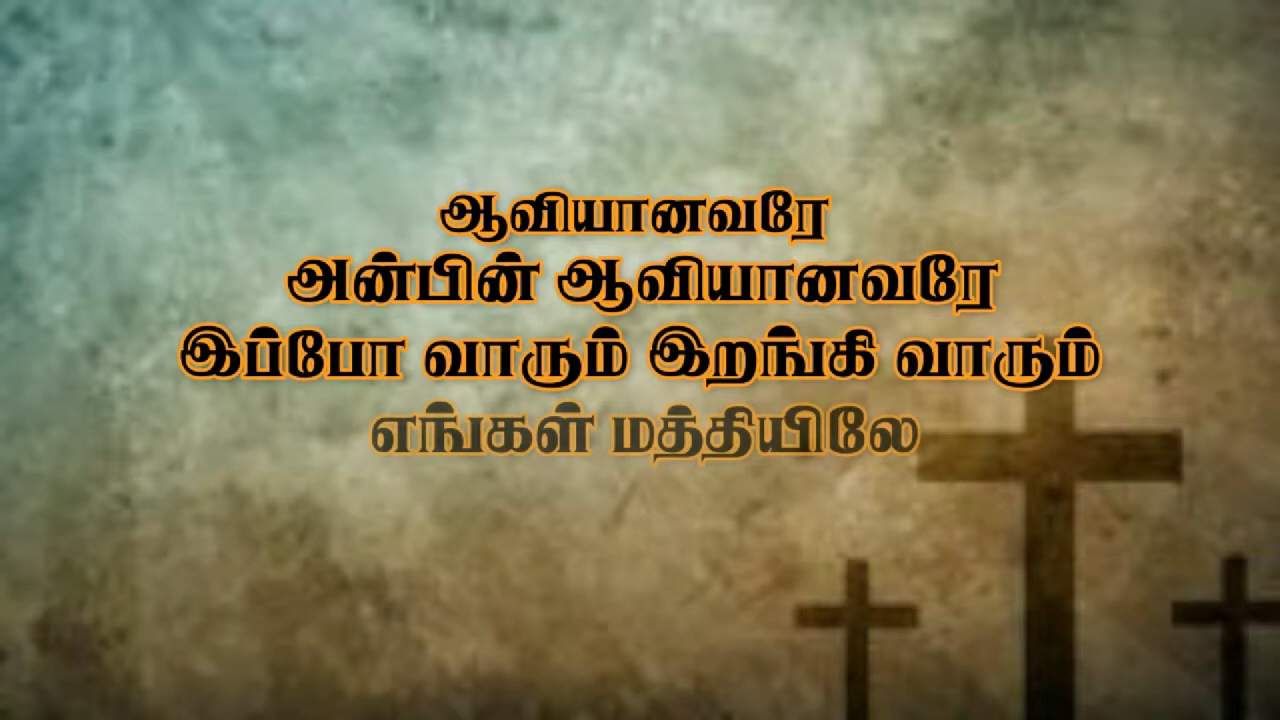 ஆவியானவரே
அன்பின் ஆவியானவரே
இப்போ வாரும் இறங்கி வாரும்
எங்கள் மத்தியிலே